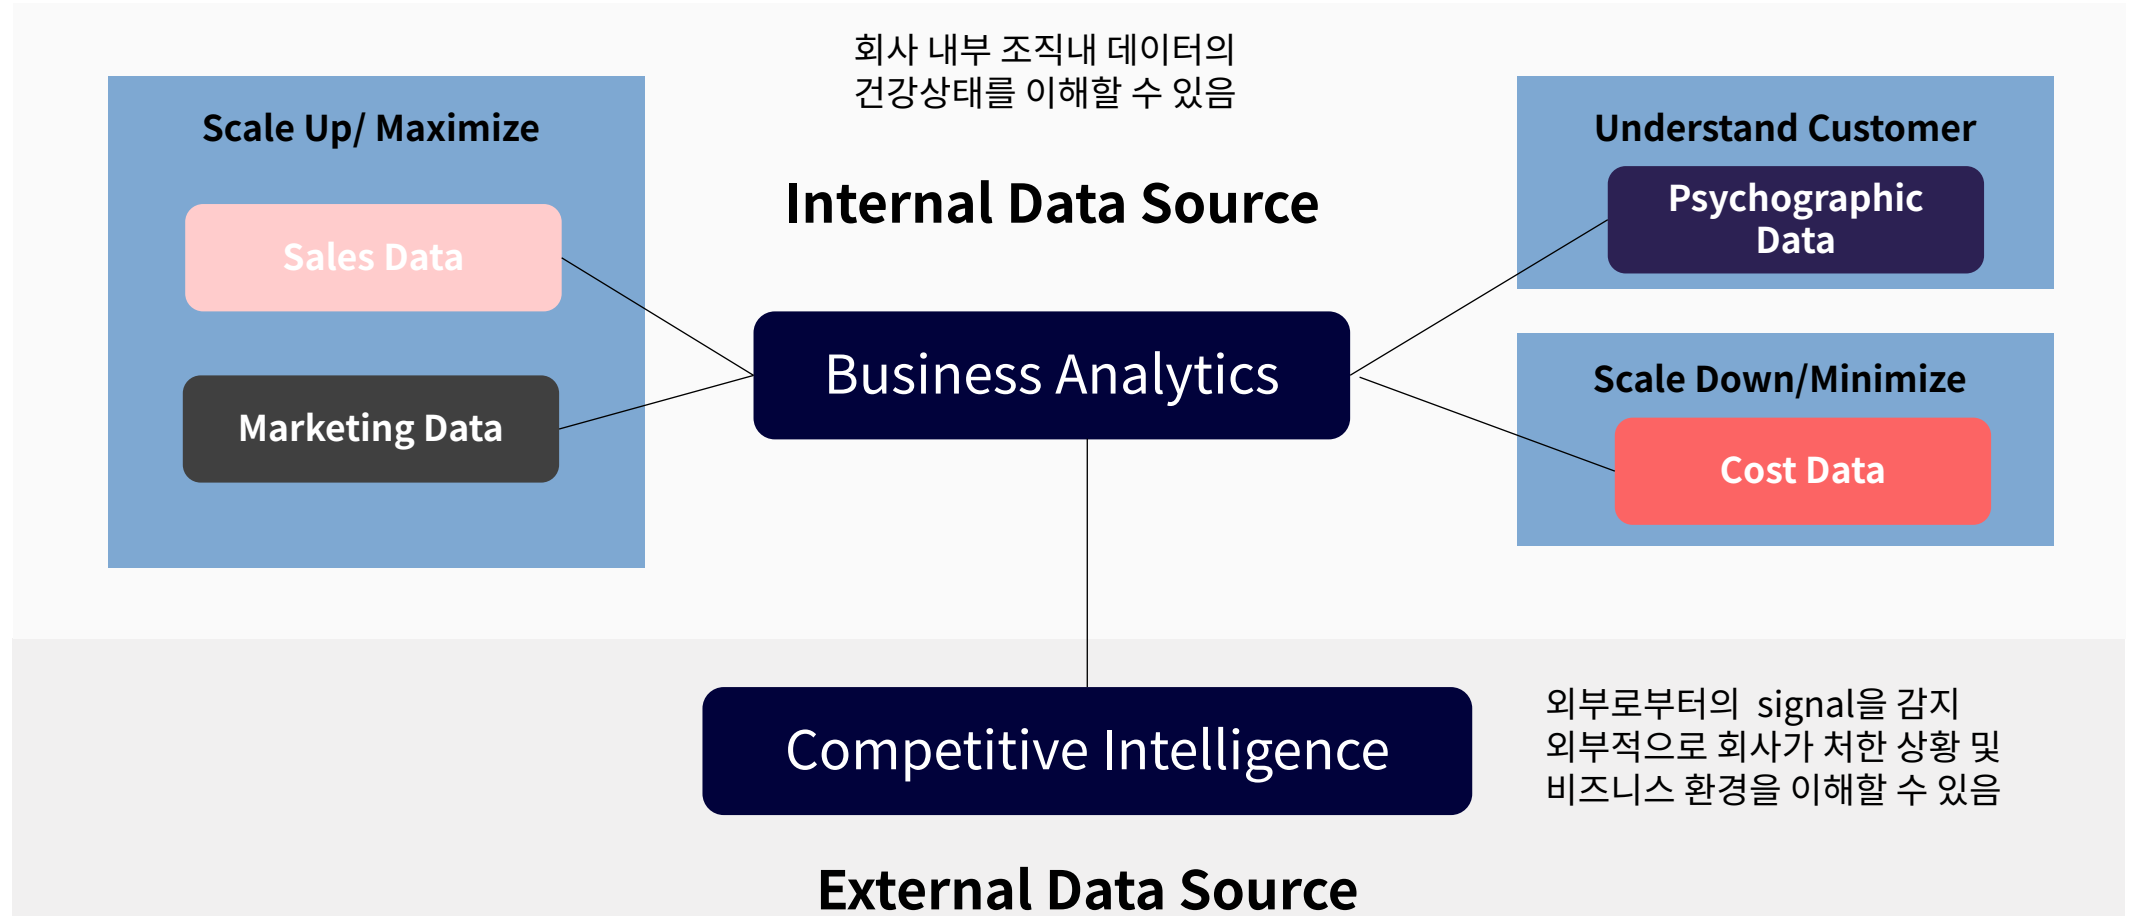 회사 내부 조직내 데이터의
건강상태를 이해할 수 있음
Scale Up/ Maximize
Understand Customer
Internal Data Source
Psychographic
Data
Sales Data
Business Analytics
Scale Down/Minimize
Marketing Data
Cost Data
Competitive Intelligence
외부로부터의  signal을 감지
외부적으로 회사가 처한 상황 및
비즈니스 환경을 이해할 수 있음
External Data Source